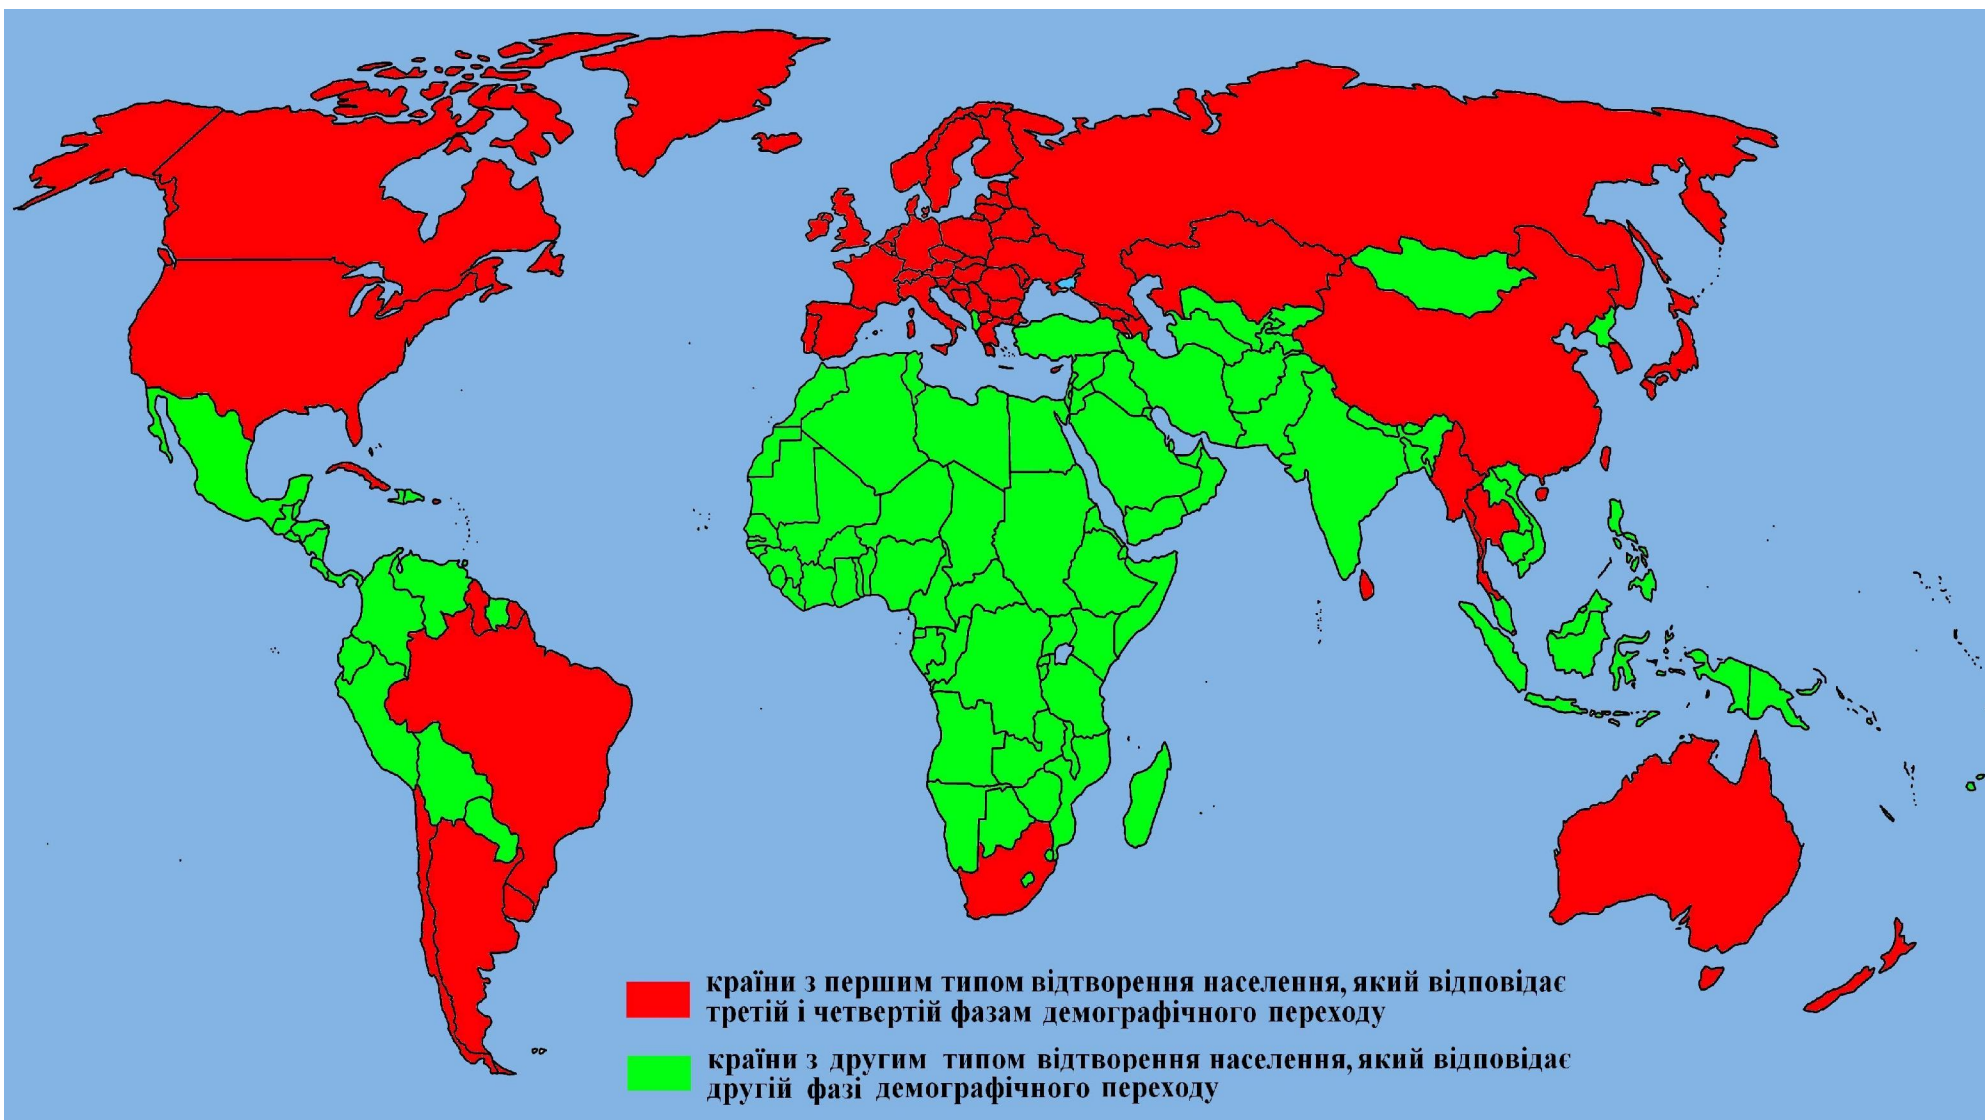 країни з першим типом відтворення населення, який відповідає
третій і четвертій фазам демографічного переходу
країни з другим типом відтворення населення, який відповідає
другій фазі демографічного переходу